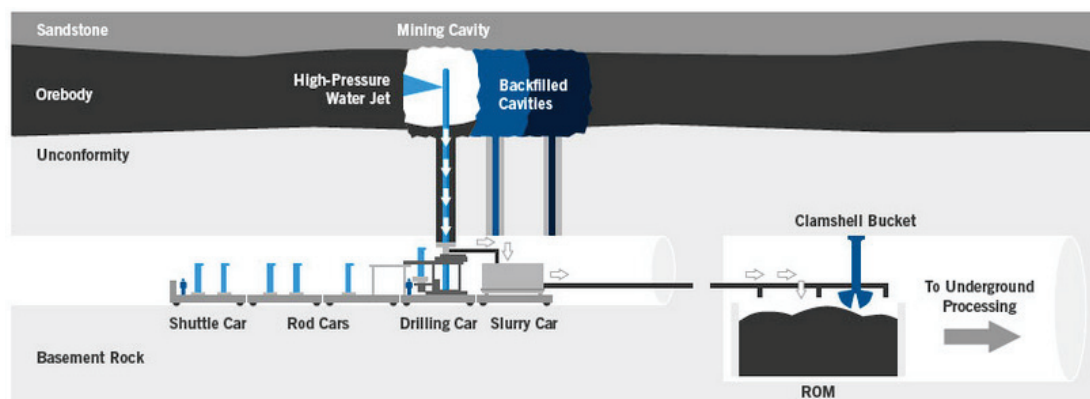 Sandstone
Mining Cavity
Orebody
High-Pressure
Water Jet
Backfilled
Cavities
Unconformity
Clamshell Bucket
To Underground
Processing
Shuttle Car
Rod Cars
Drilling Car
Slurry Car
Basement Rock
ROM